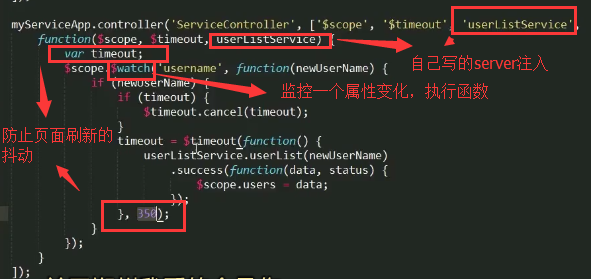 ]);
myServiceApp.controller('ServiceController', ['$scope', '$timeout', 'userListService',
function($scope, $timeout, userListService) {
var timeout;
自己写的server注入
$scope.$watch('username', function(newUserName) {
if (newUserName) {
监控一个属性变化，执行函数
if (timeout) {
$timeout.cancel(timeout);
}
防止页面刷新的
抖动
timeout = $timeout(function() {
userListService.userList(newUserName)
.success(function(data, status) {
$scope.users = data;
});
}, 350);
}
});
}
]);